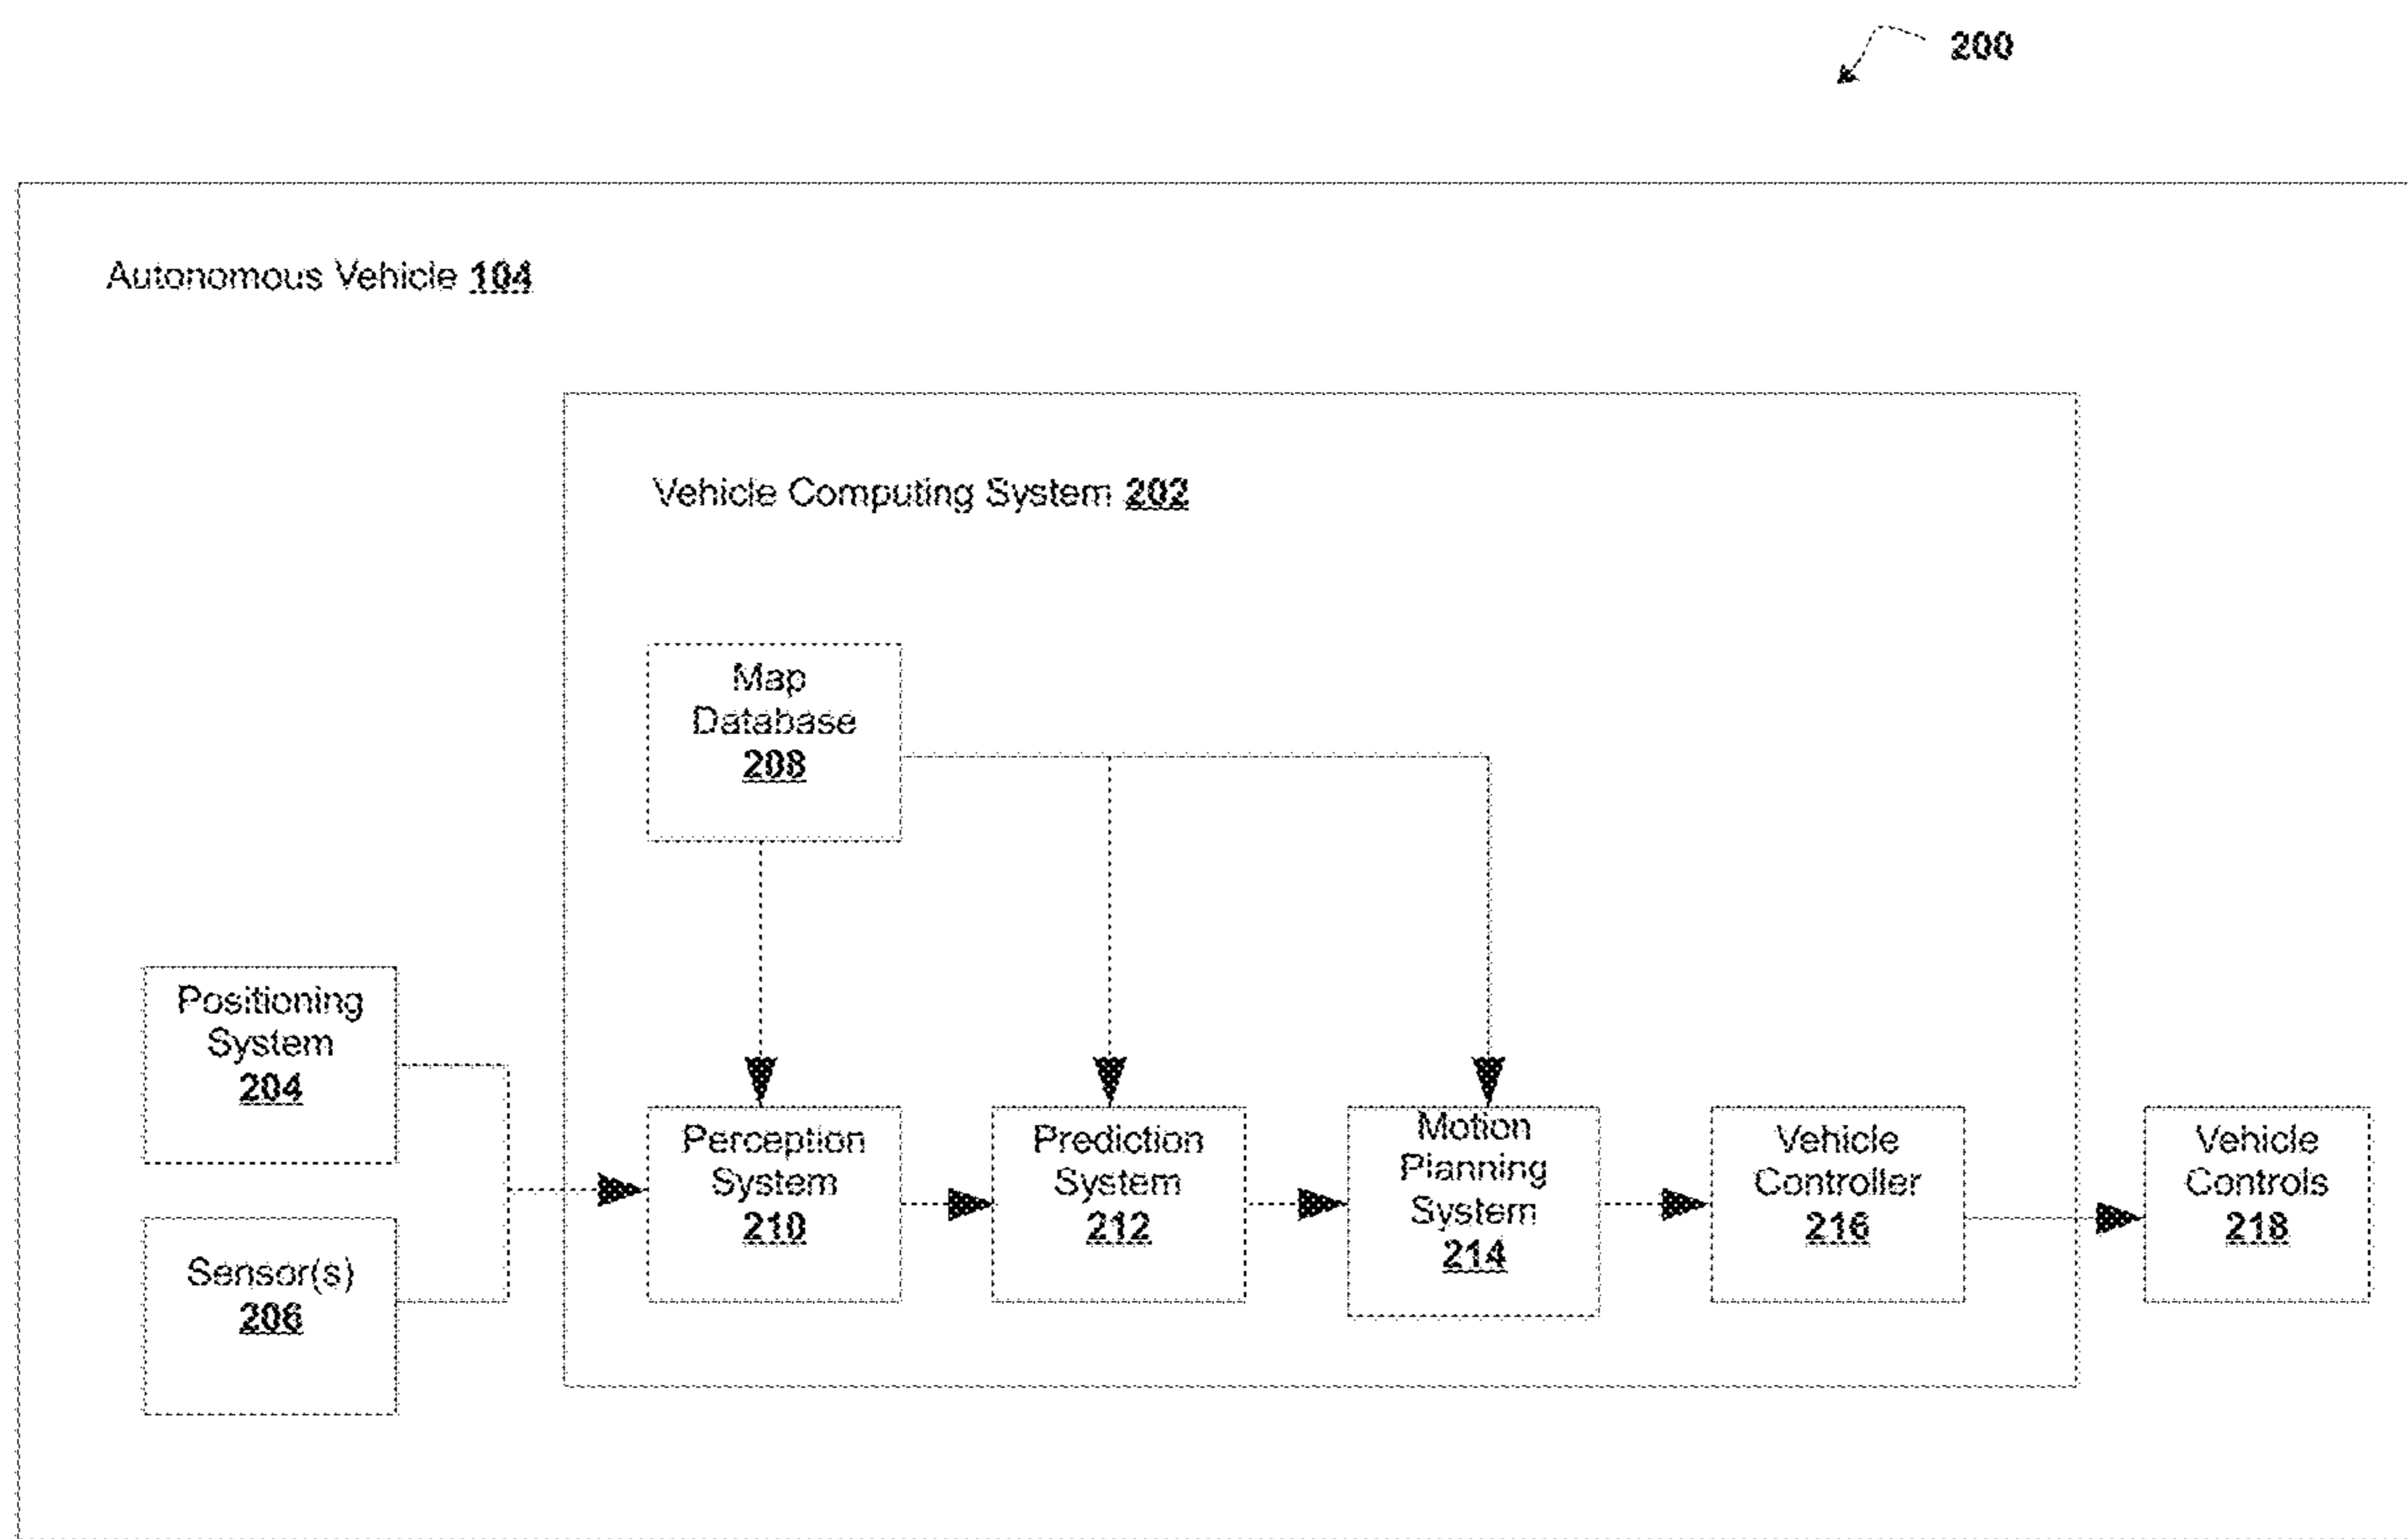 200
Autonomous Vehicle 104
Vehicle Computing System 202
Map
Database
208
Positioning
System
204
Sensor(s)
206
Perception
System
210
Prediction
System
212
Motion
Planning
System
214
Vehicle
Controller
216
Vehicle
Controls
218